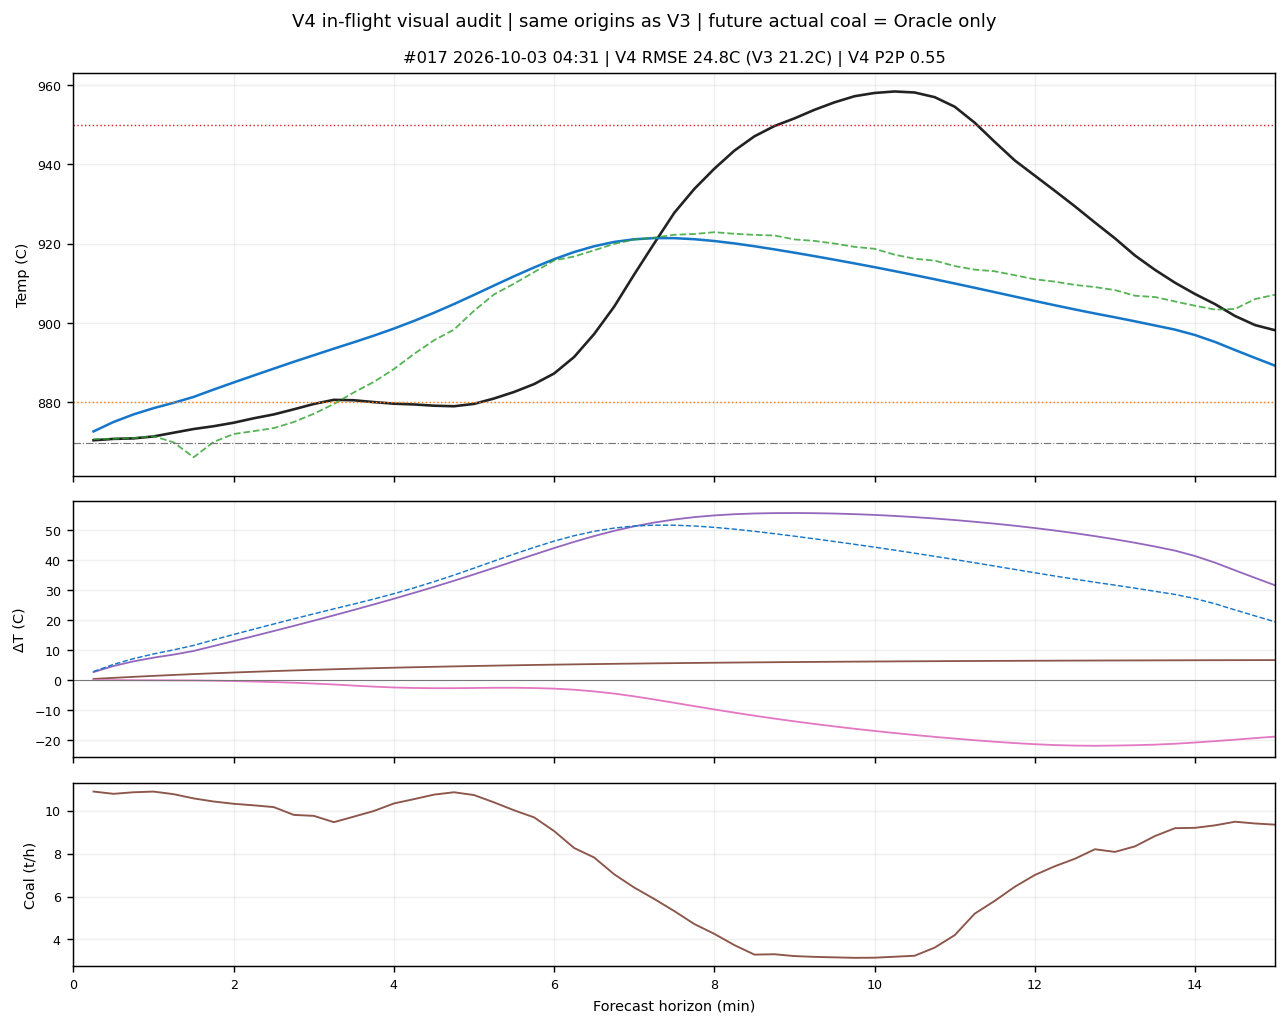 V4 in-flight visual audit | same origins as V3 | future actual coal = Oracle only
#017 2026-10-03 04:31 | V4 RMSE 24.8C (V3 21.2C) | V4 P2P 0.55
960
940
920
900
880
Temp (C)
50
40
30
20
10
0
−10
−20
ΔT (C)
10
8
6
4
Coal (t/h)
0 2 4 6 8 10 12 14
Forecast horizon (min)